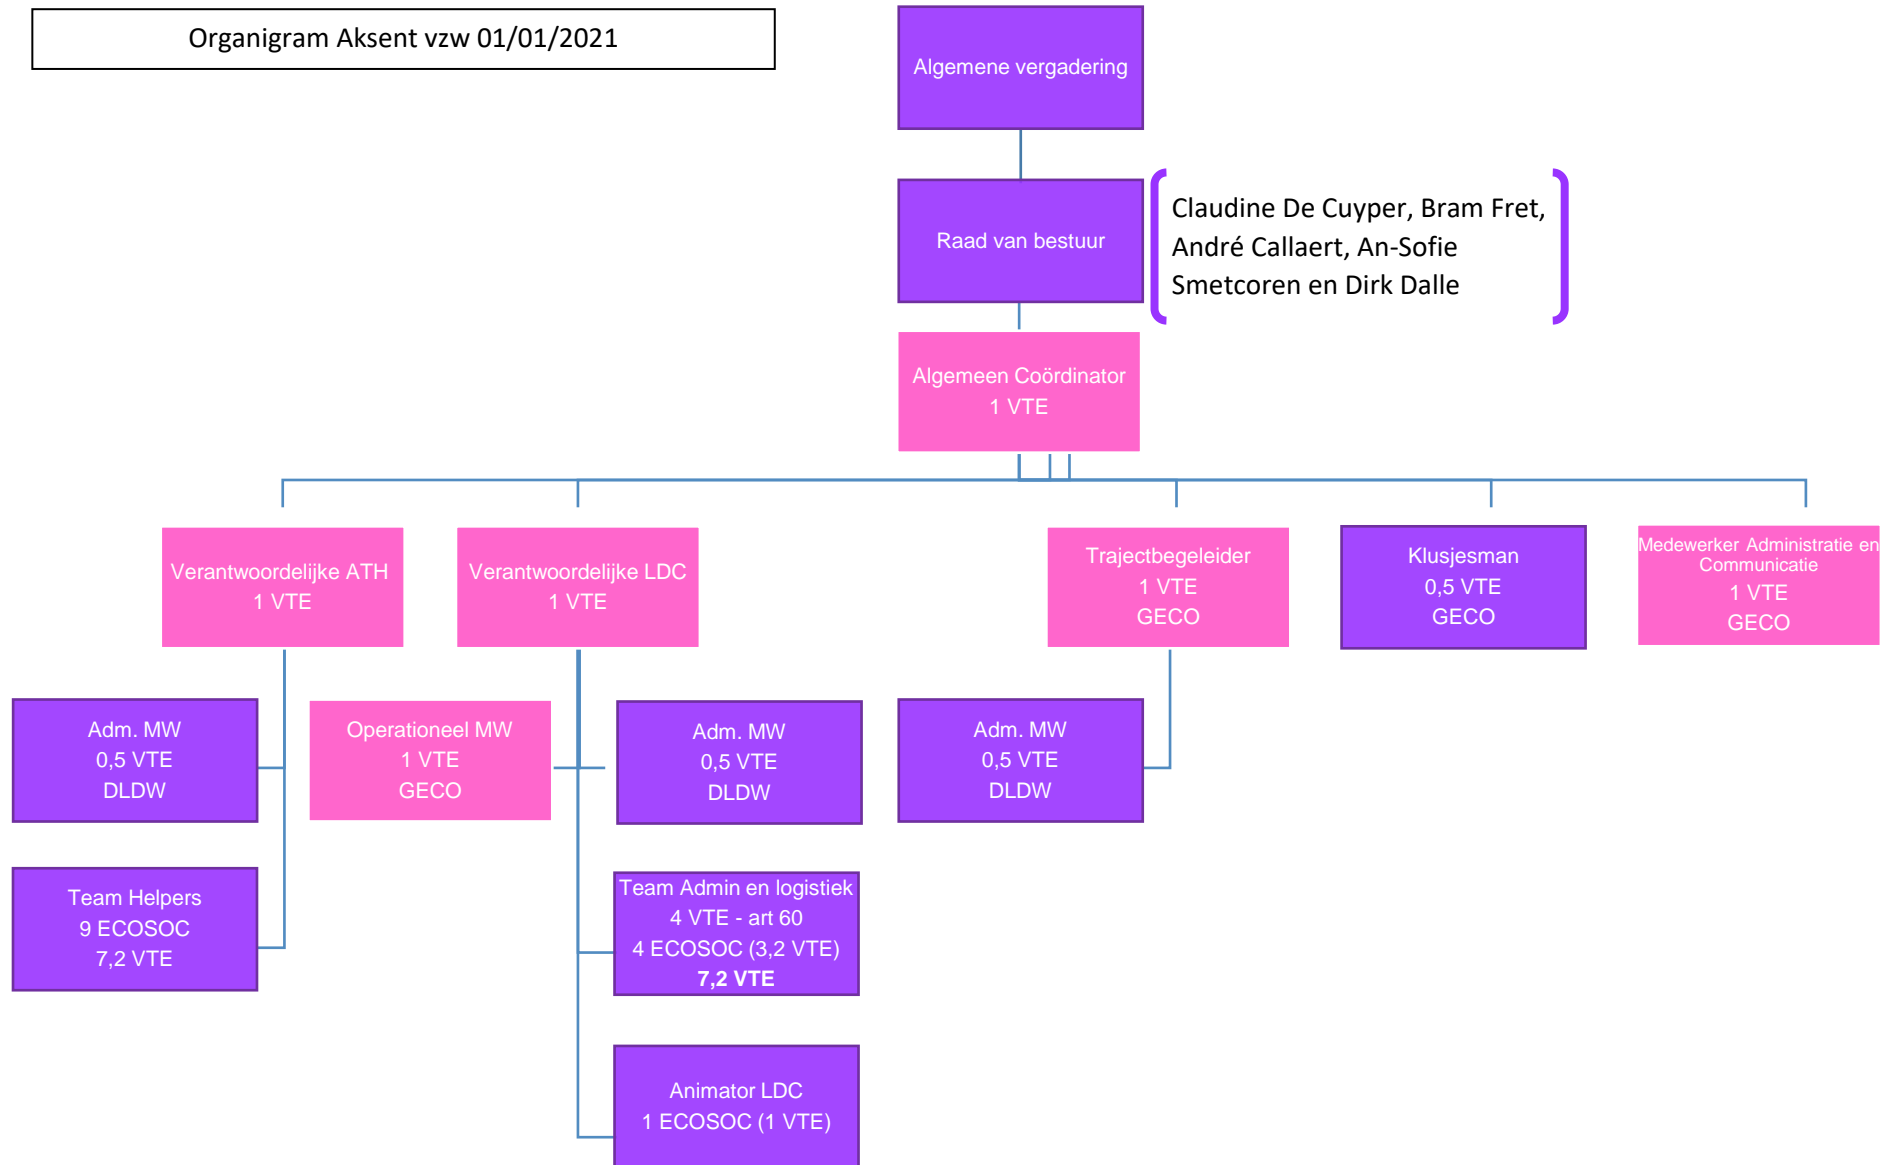 Organigram Aksent vzw 01/01/2021
Algemene vergadering
Raad van bestuur
Claudine De Cuyper, Bram Fret,
André Callaert, An-Sofie
Smetcoren en Dirk Dalle
Algemeen Coördinator
1 VTE
Verantwoordelijke ATH
1 VTE
Verantwoordelijke LDC
1 VTE
Trajectbegeleider
1 VTE
GECO
Klusjesman
0,5 VTE
GECO
Medewerker Administratie en
Communicatie
1 VTE
GECO
Adm. MW
0,5 VTE
DLDW
Operationeel MW
1 VTE
GECO
Adm. MW
0,5 VTE
DLDW
Adm. MW
0,5 VTE
DLDW
Team Helpers
9 ECOSOC
7,2 VTE
Team Admin en logistiek
4 VTE - art 60
4 ECOSOC (3,2 VTE)
7,2 VTE
Animator LDC
1 ECOSOC (1 VTE)